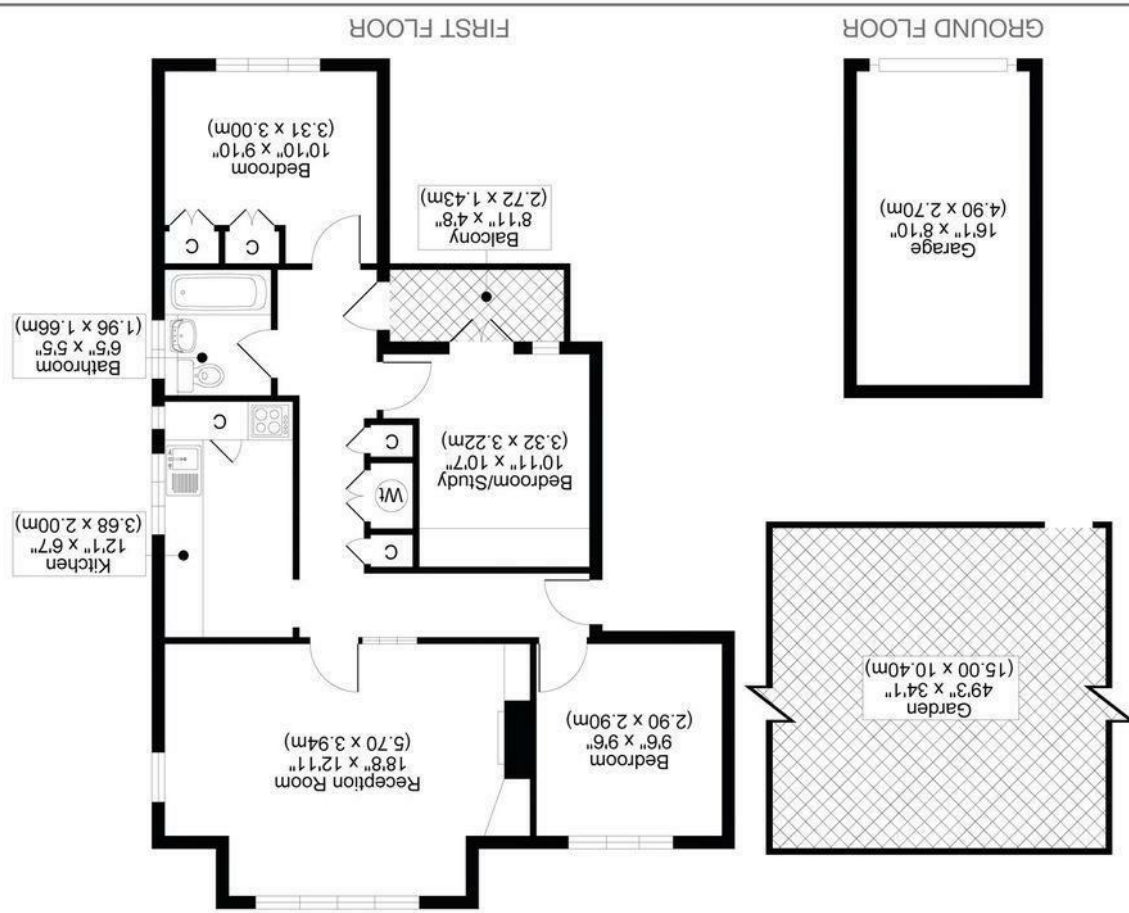 Garden
49'3" x 34'1"
(15.00 x 10.40m)
Bedroom
9'6" x 9'6"
(2.90 x 2.90m)
Reception Room
18'8" x 12'11"
(5.70 x 3.94m)
Kitchen
12'1" x 6'7"
(3.68 x 2.00m)
C
Wt
C
Bedroom/Study
10'11" x 10'7"
(3.32 x 3.22m)
C
Bathroom
6'5" x 5'5"
(1.96 x 1.66m)
C
C
Balcony
8'11" x 4'8"
(2.72 x 1.43m)
Bedroom
10'10" x 9'10"
(3.31 x 3.00m)
Garage
16'1" x 8'10"
(4.90 x 2.70m)
GROUND FLOOR
FIRST FLOOR